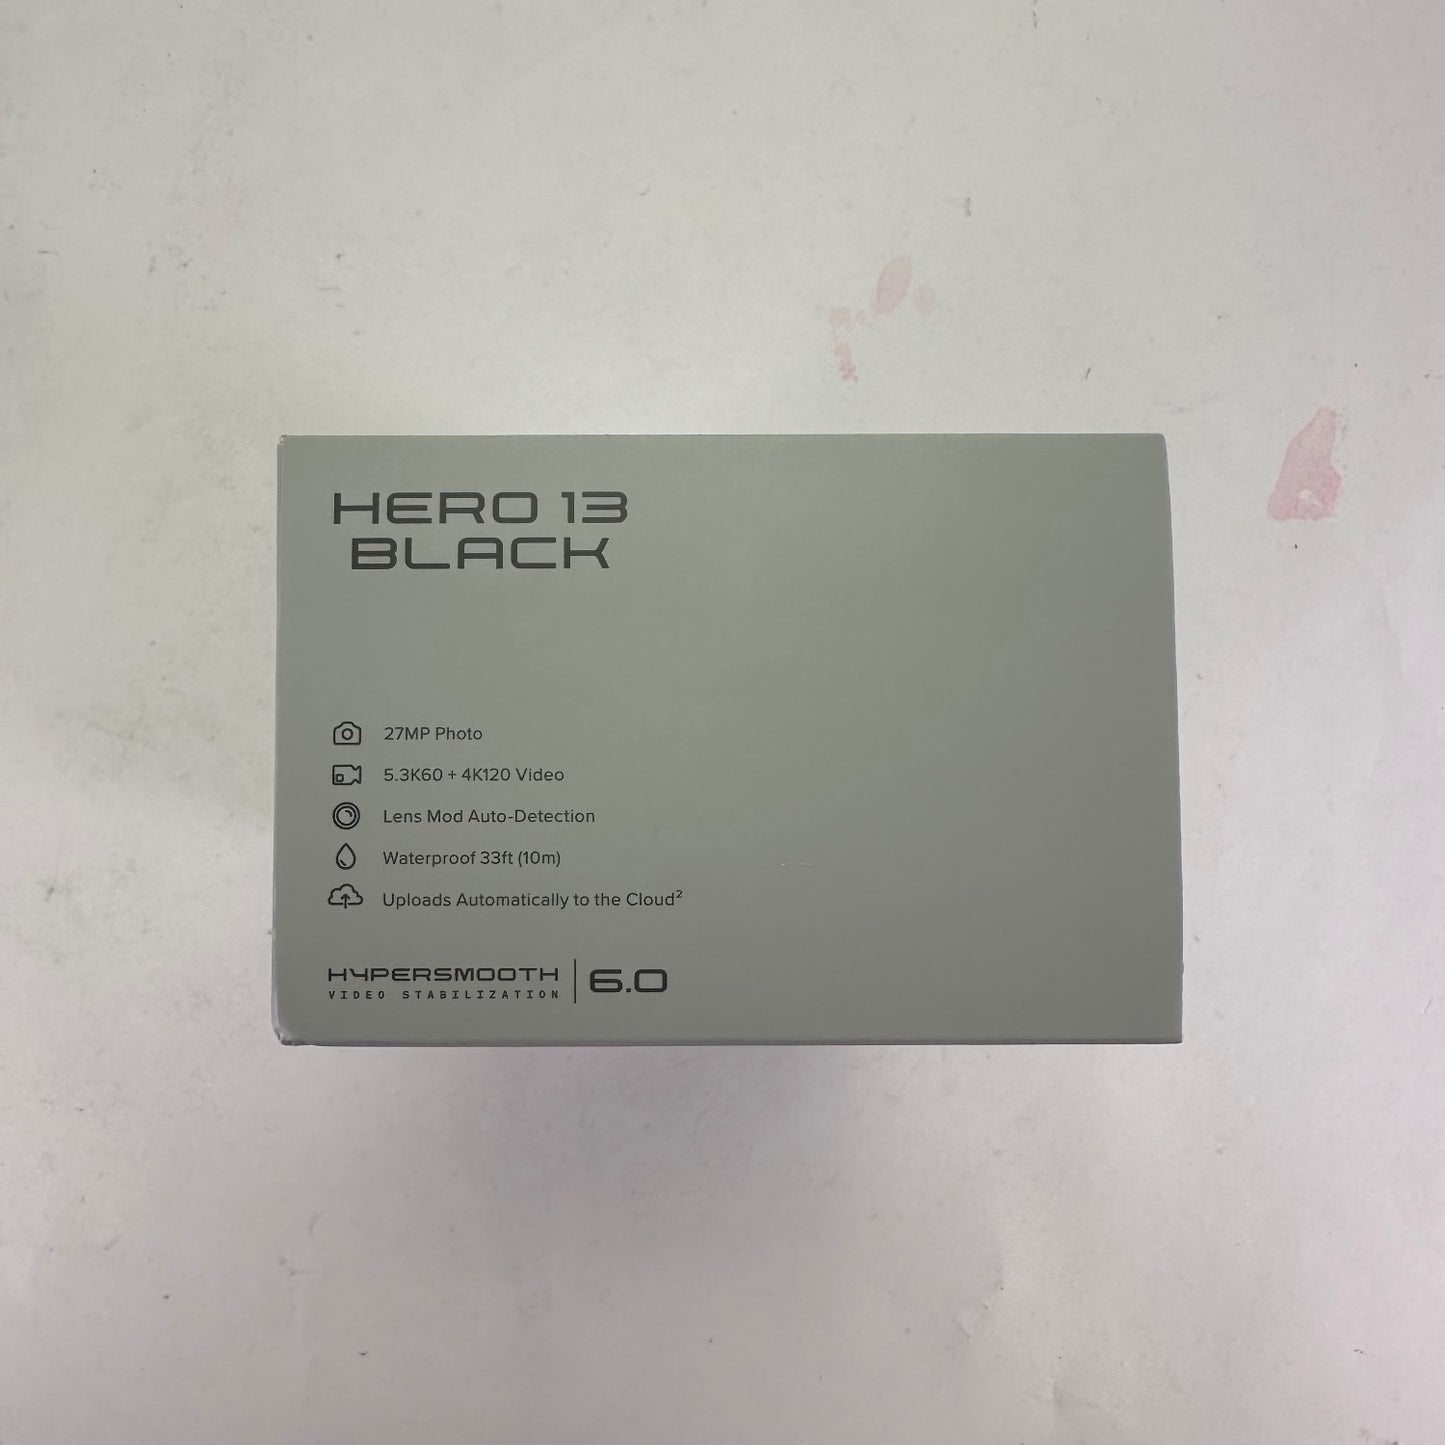 HERO 13
BLACK
27MP Photo
5.3K60 + 4K120 Video
Lens Mod Auto-Detection
Waterproof 33ft (10m)
Uploads Automatically to the Cloud²
HYPERSMOOTH
VIDEO STABILIZATION
6.0